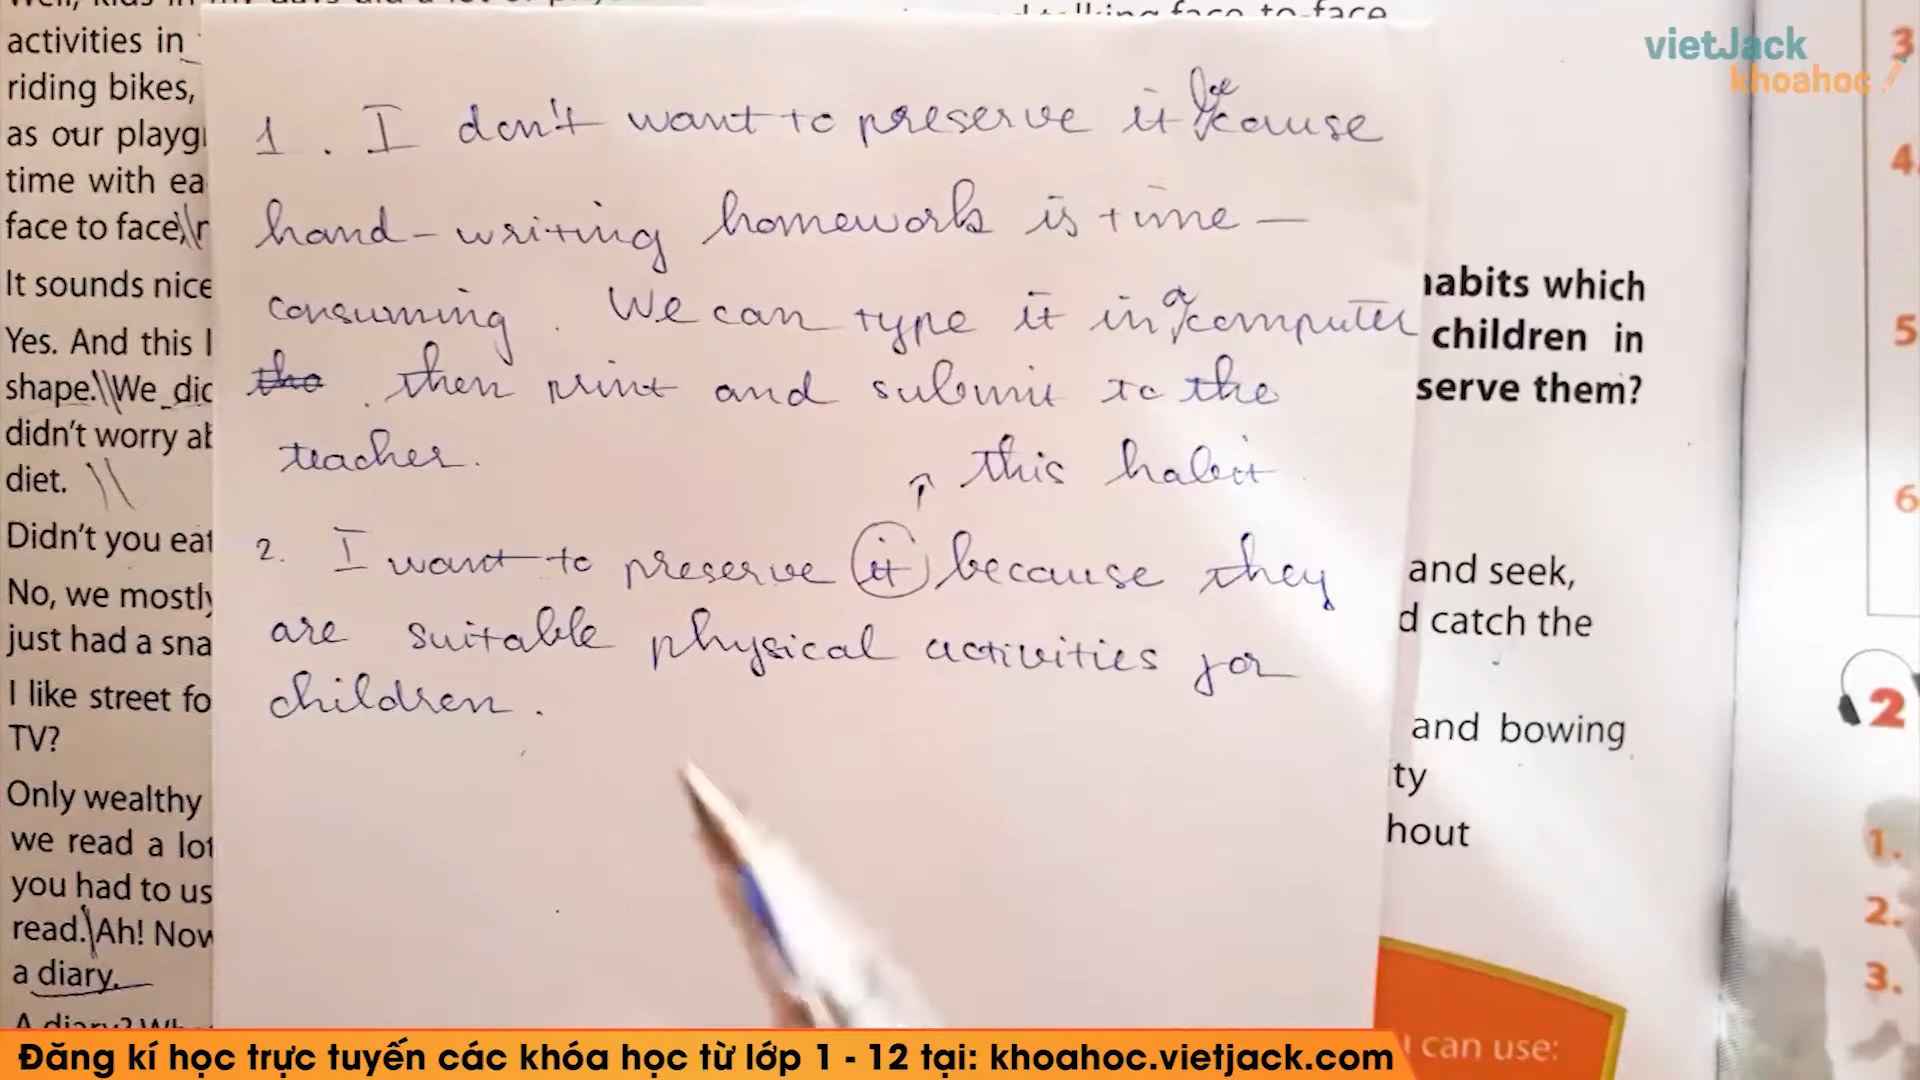 activities in
riding bikes,
as our playg
time with ea
face to face,
It sounds nice
Yes. And this l
shape. We did
didn't worry ab
diet.
Didn't you eat
No, we mostly
just had a sna
I like street fo
TV?
Only wealthy
we read a lot
you had to us
read. Ah! Now
a diary.
1. I don't want to preserve it because
hand-writing homework is time-
consuming. We can type it in a computer
tho then print and submit to the
teacher.
this habit
2. I want to preserve it because they
are suitable physical activities for
children.
talking face-to-face
habits which
children in
serve them?
and seek,
d catch the
and bowing
ty
hout
can use:
vietJack
khoahoc
3
4.
5
6
2
1.
2.
3.
Đăng kí học trực tuyến các khóa học từ lớp 1 - 12 tại: khoahoc.vietjack.com